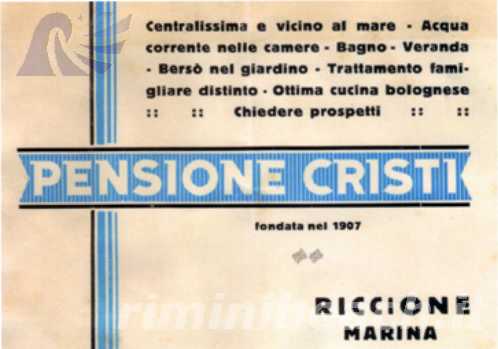 Centralissima e vicino al mare - Acqua
corrente nelle camere - Bagno - Veranda
- Bersò nel giardino - Trattamento fami-
gliare distinto - Ottima cucina bolognese
:: :: Chiedere prospetti :: ::
PENSIONE CRISTI
fondata nel 1907
RICCIONE
MARINA